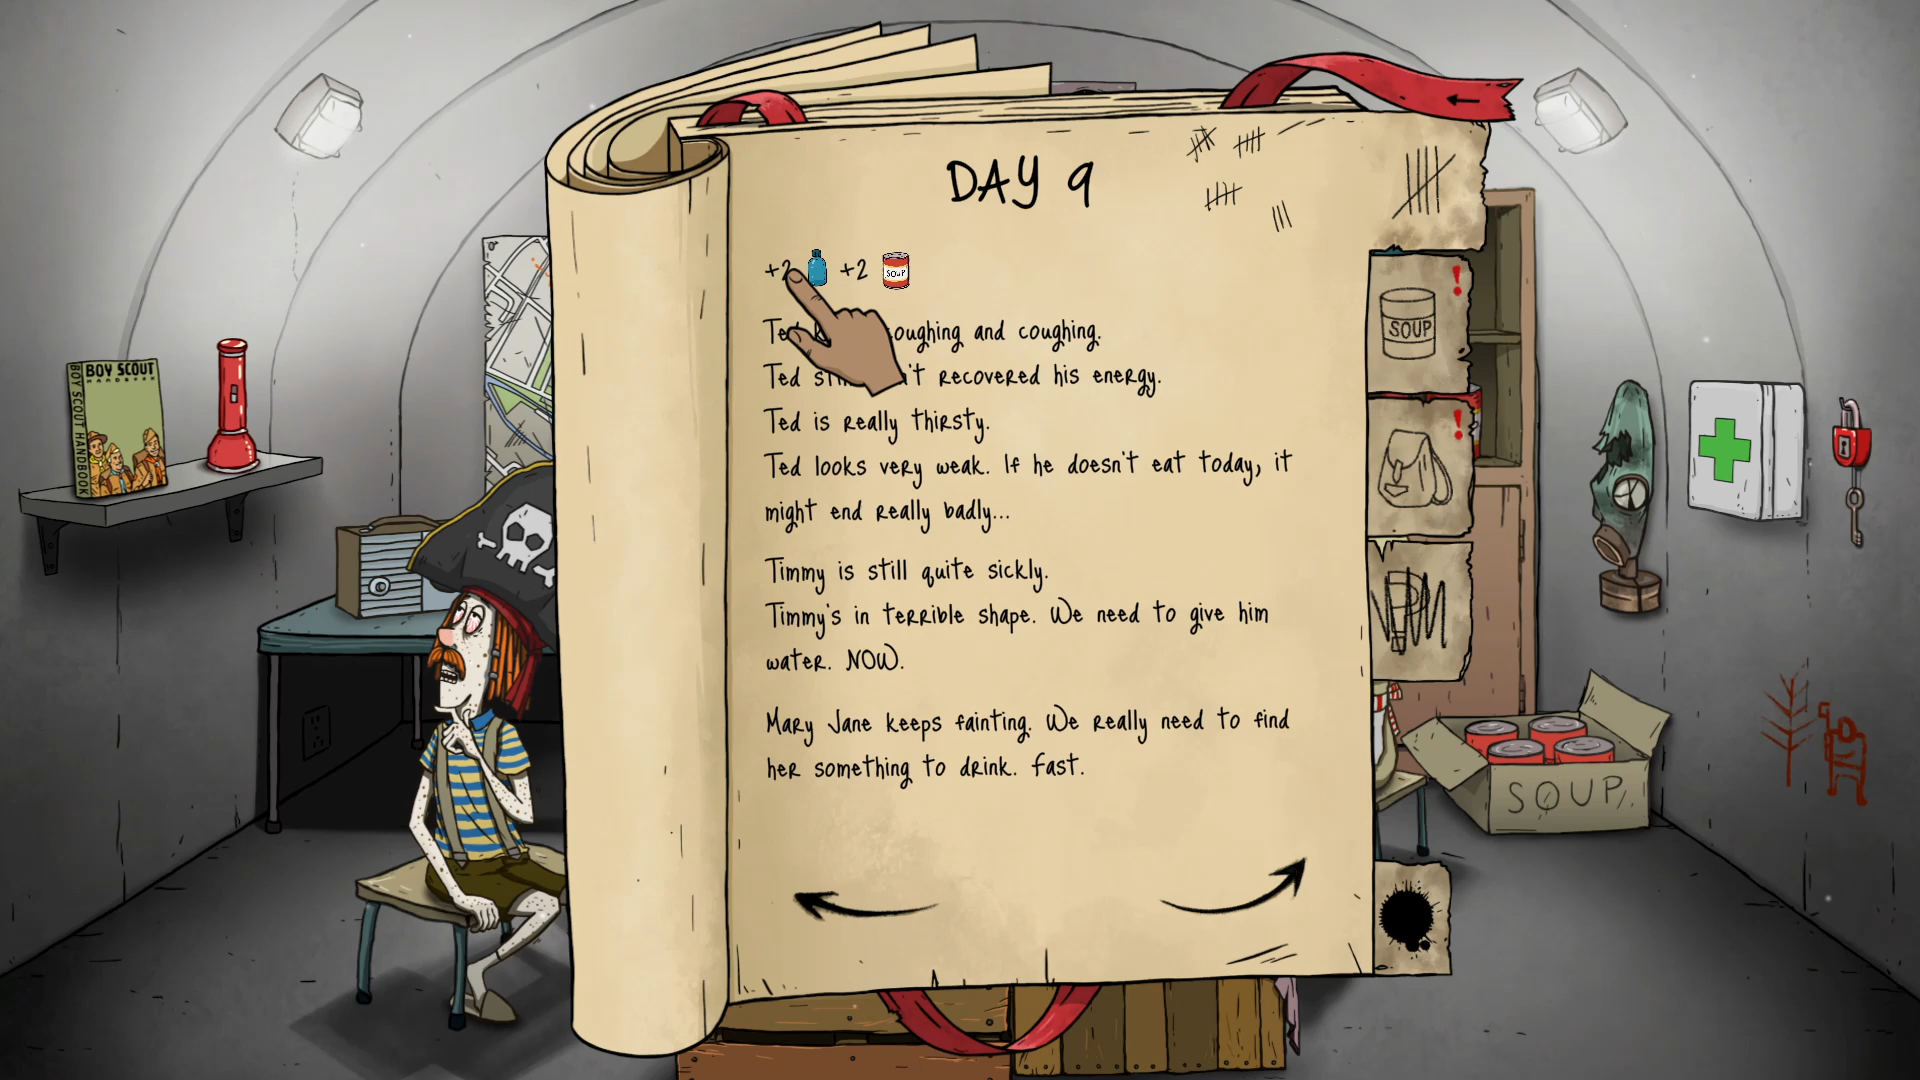 DAY 9
+2 +2 SOUP
coughing and coughing.
Ted recovered his energy.
Ted is really thirsty.
Ted looks very weak. If he doesn't eat today, it
might end really badly...
Timmy is still quite sickly.
Timmy's in terrible shape. We need to give him
water. NOW.
Mary Jane keeps fainting. We really need to find
her something to drink. Fast.
BOY SCOUT
HANDBOOK
BOY SCOUT HANDBOOK
!
SOUP
!
SOUP